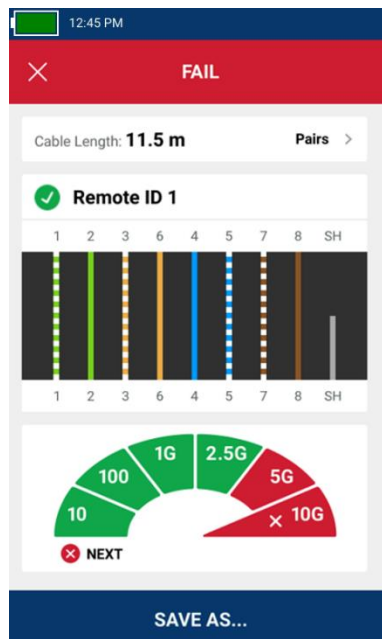 12:45 PM
FAIL
Cable Length: 11.5 m Pairs >
Remote ID 1
1 2 3 6 4 5 7 8 SH
1 2 3 6 4 5 7 8 SH
10 100 1G 2.5G 5G 10G
NEXT
SAVE AS...